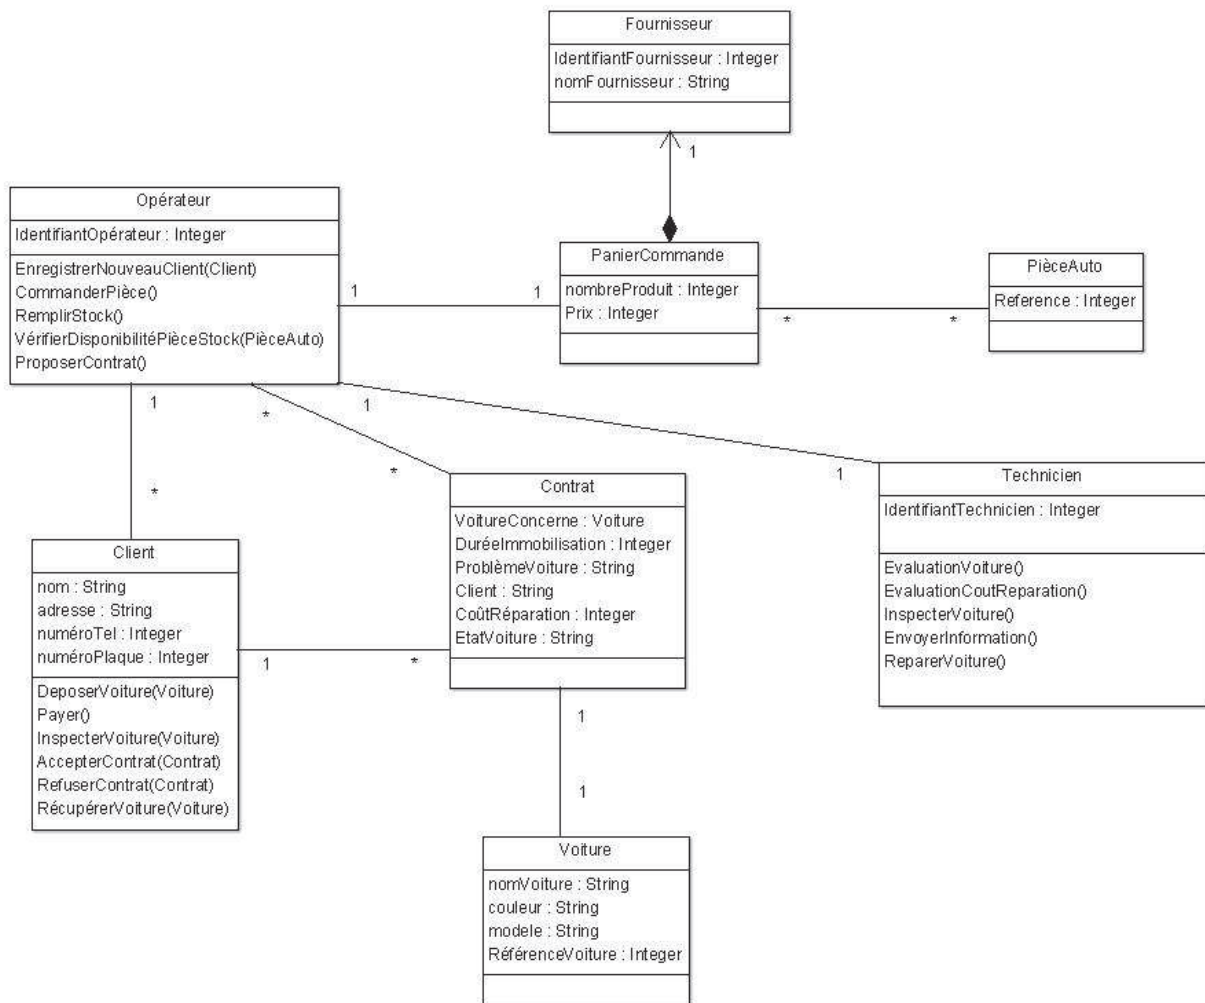 Fournisseur
IdentifiantFournisseur : Integer
nomFournisseur : String
1
Opérateur
IdentifiantOpérateur : Integer
EnregistrerNouveauClient(Client)
CommanderPièce()
RemplirStock()
VérifierDisponibilitéPièceStock(PièceAuto)
ProposerContrat()
1
1
PanierCommande
nombreProduit : Integer
Prix : Integer
*
*
PièceAuto
Reference : Integer
1
*
1
*
*
1
Technicien
IdentifiantTechnicien : Integer
EvaluationVoiture()
EvaluationCoutReparation()
InspecterVoiture()
EnvoyerInformation()
ReparerVoiture()
Contrat
VoitureConcerne : Voiture
DuréeImmobilisation : Integer
ProblèmeVoiture : String
Client : String
CoûtRéparation : Integer
EtatVoiture : String
Client
nom : String
adresse : String
numéroTel : Integer
numéroPlaque : Integer
DeposerVoiture(Voiture)
Payer()
InspecterVoiture(Voiture)
AccepterContrat(Contrat)
RefuserContrat(Contrat)
RécupérerVoiture(Voiture)
1
*
1
1
Voiture
nomVoiture : String
couleur : String
modele : String
RéférenceVoiture : Integer